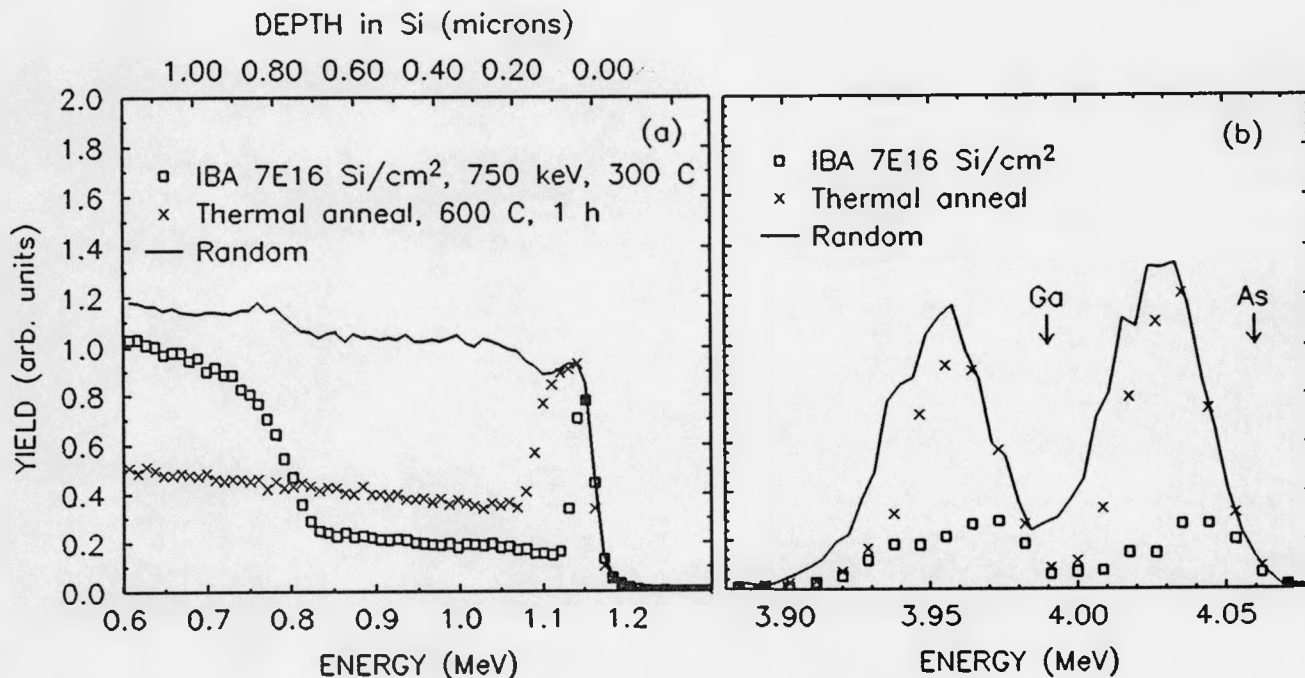 DEPTH in Si (microns)
1.00 0.80 0.60 0.40 0.20 0.00
2.0
1.8
1.6
1.4
1.2
1.0
0.8
0.6
0.4
0.2
0.0
YIELD (arb. units)
(a)
IBA 7E16 Si/cm², 750 keV, 300 C
Thermal anneal, 600 C, 1 h
Random
0.6 0.7 0.8 0.9 1.0 1.1 1.2
ENERGY (MeV)
(b)
IBA 7E16 Si/cm²
Thermal anneal
Random
Ga
As
3.90 3.95 4.00 4.05
ENERGY (MeV)